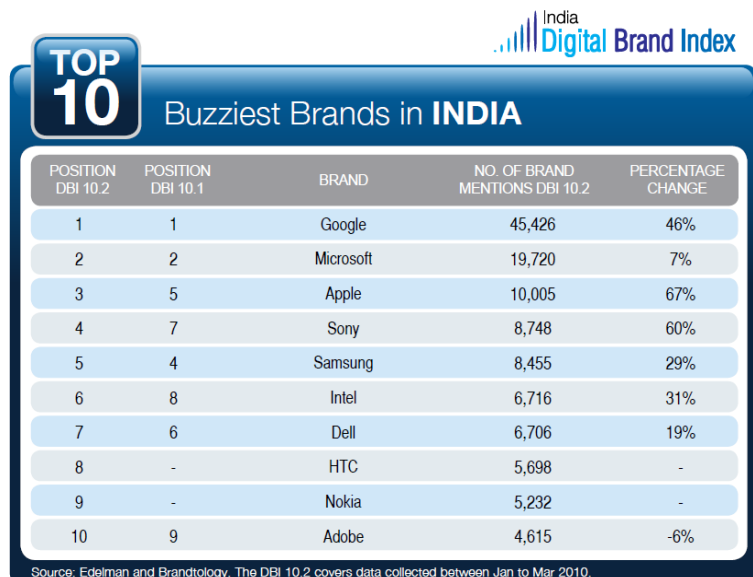 India
Digital Brand Index
TOP
10
Buzziest Brands in INDIA
POSITION DBI 10.2 POSITION DBI 10.1 BRAND NO. OF BRAND MENTIONS DBI 10.2 PERCENTAGE CHANGE
1 1 Google 45,426 46%
2 2 Microsoft 19,720 7%
3 5 Apple 10,005 67%
4 7 Sony 8,748 60%
5 4 Samsung 8,455 29%
6 8 Intel 6,716 31%
7 6 Dell 6,706 19%
8 - HTC 5,698 -
9 - Nokia 5,232 -
10 9 Adobe 4,615 -6%
Source: Edelman and Brandtology. The DBI 10.2 covers data collected between Jan to Mar 2010.